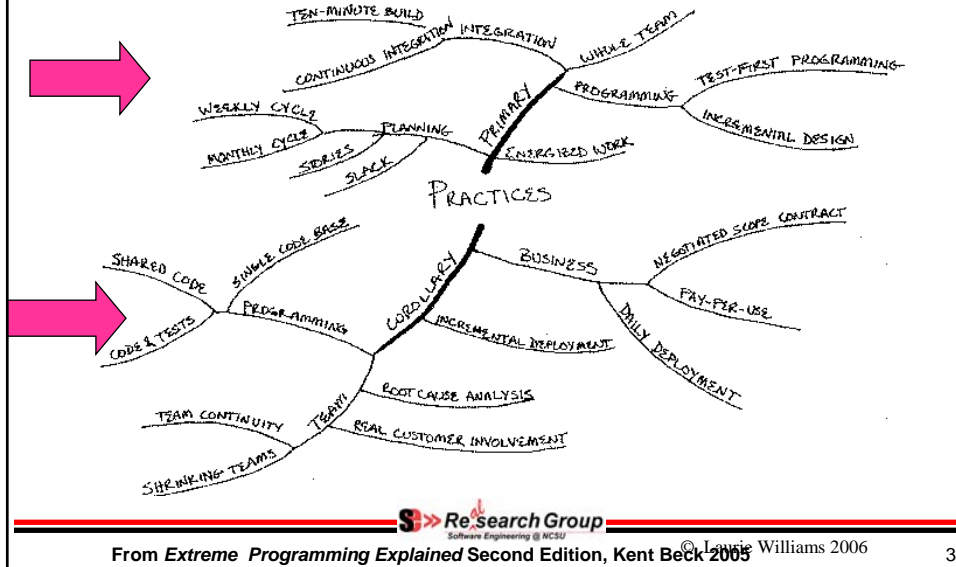 TEN-MINUTE BUILD
CONTINUOUS INTEGRATION
INTEGRATION
WHOLE TEAM
PRIMARY
PROGRAMMING
TEST-FIRST PROGRAMMING
INCREMENTAL DESIGN
WEEKLY CYCLE
MONTHLY CYCLE
PLANNING
STORIES
SLACK
ENERGIZED WORK
PRACTICES
SHARED CODE
SINGLE CODE BASE
CODE & TESTS
PROGRAMMING
COROLLARY
BUSINESS
NEGOTIATED SCOPE CONTRACT
PAY-PER-USE
DAILY DEPLOYMENT
INCREMENTAL DEPLOYMENT
TEAM
ROOT CAUSE ANALYSIS
REAL CUSTOMER INVOLVEMENT
TEAM CONTINUITY
SHRINKING TEAMS
Realsearch Group
Software Engineering @ NCSU
From Extreme Programming Explained Second Edition, Kent Beck 2005
© Laurie Williams 2006
3